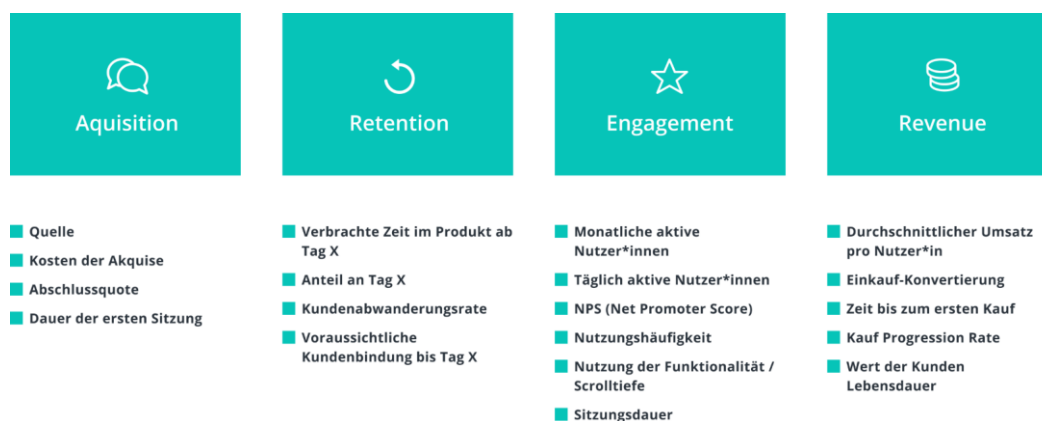 Aquisition
Quelle
Kosten der Akquise
Abschlussquote
Dauer der ersten Sitzung
Retention
Verbrachte Zeit im Produkt ab
Tag X
Anteil an Tag X
Kundenabwanderungsrate
Voraussichtliche
Kundenbindung bis Tag X
Engagement
Monatliche aktive
Nutzer*innen
Täglich aktive Nutzer*innen
NPS (Net Promoter Score)
Nutzungshäufigkeit
Nutzung der Funktionalität /
Scrolltiefe
Sitzungsdauer
Revenue
Durchschnittlicher Umsatz
pro Nutzer*in
Einkauf-Konvertierung
Zeit bis zum ersten Kauf
Kauf Progression Rate
Wert der Kunden
Lebensdauer